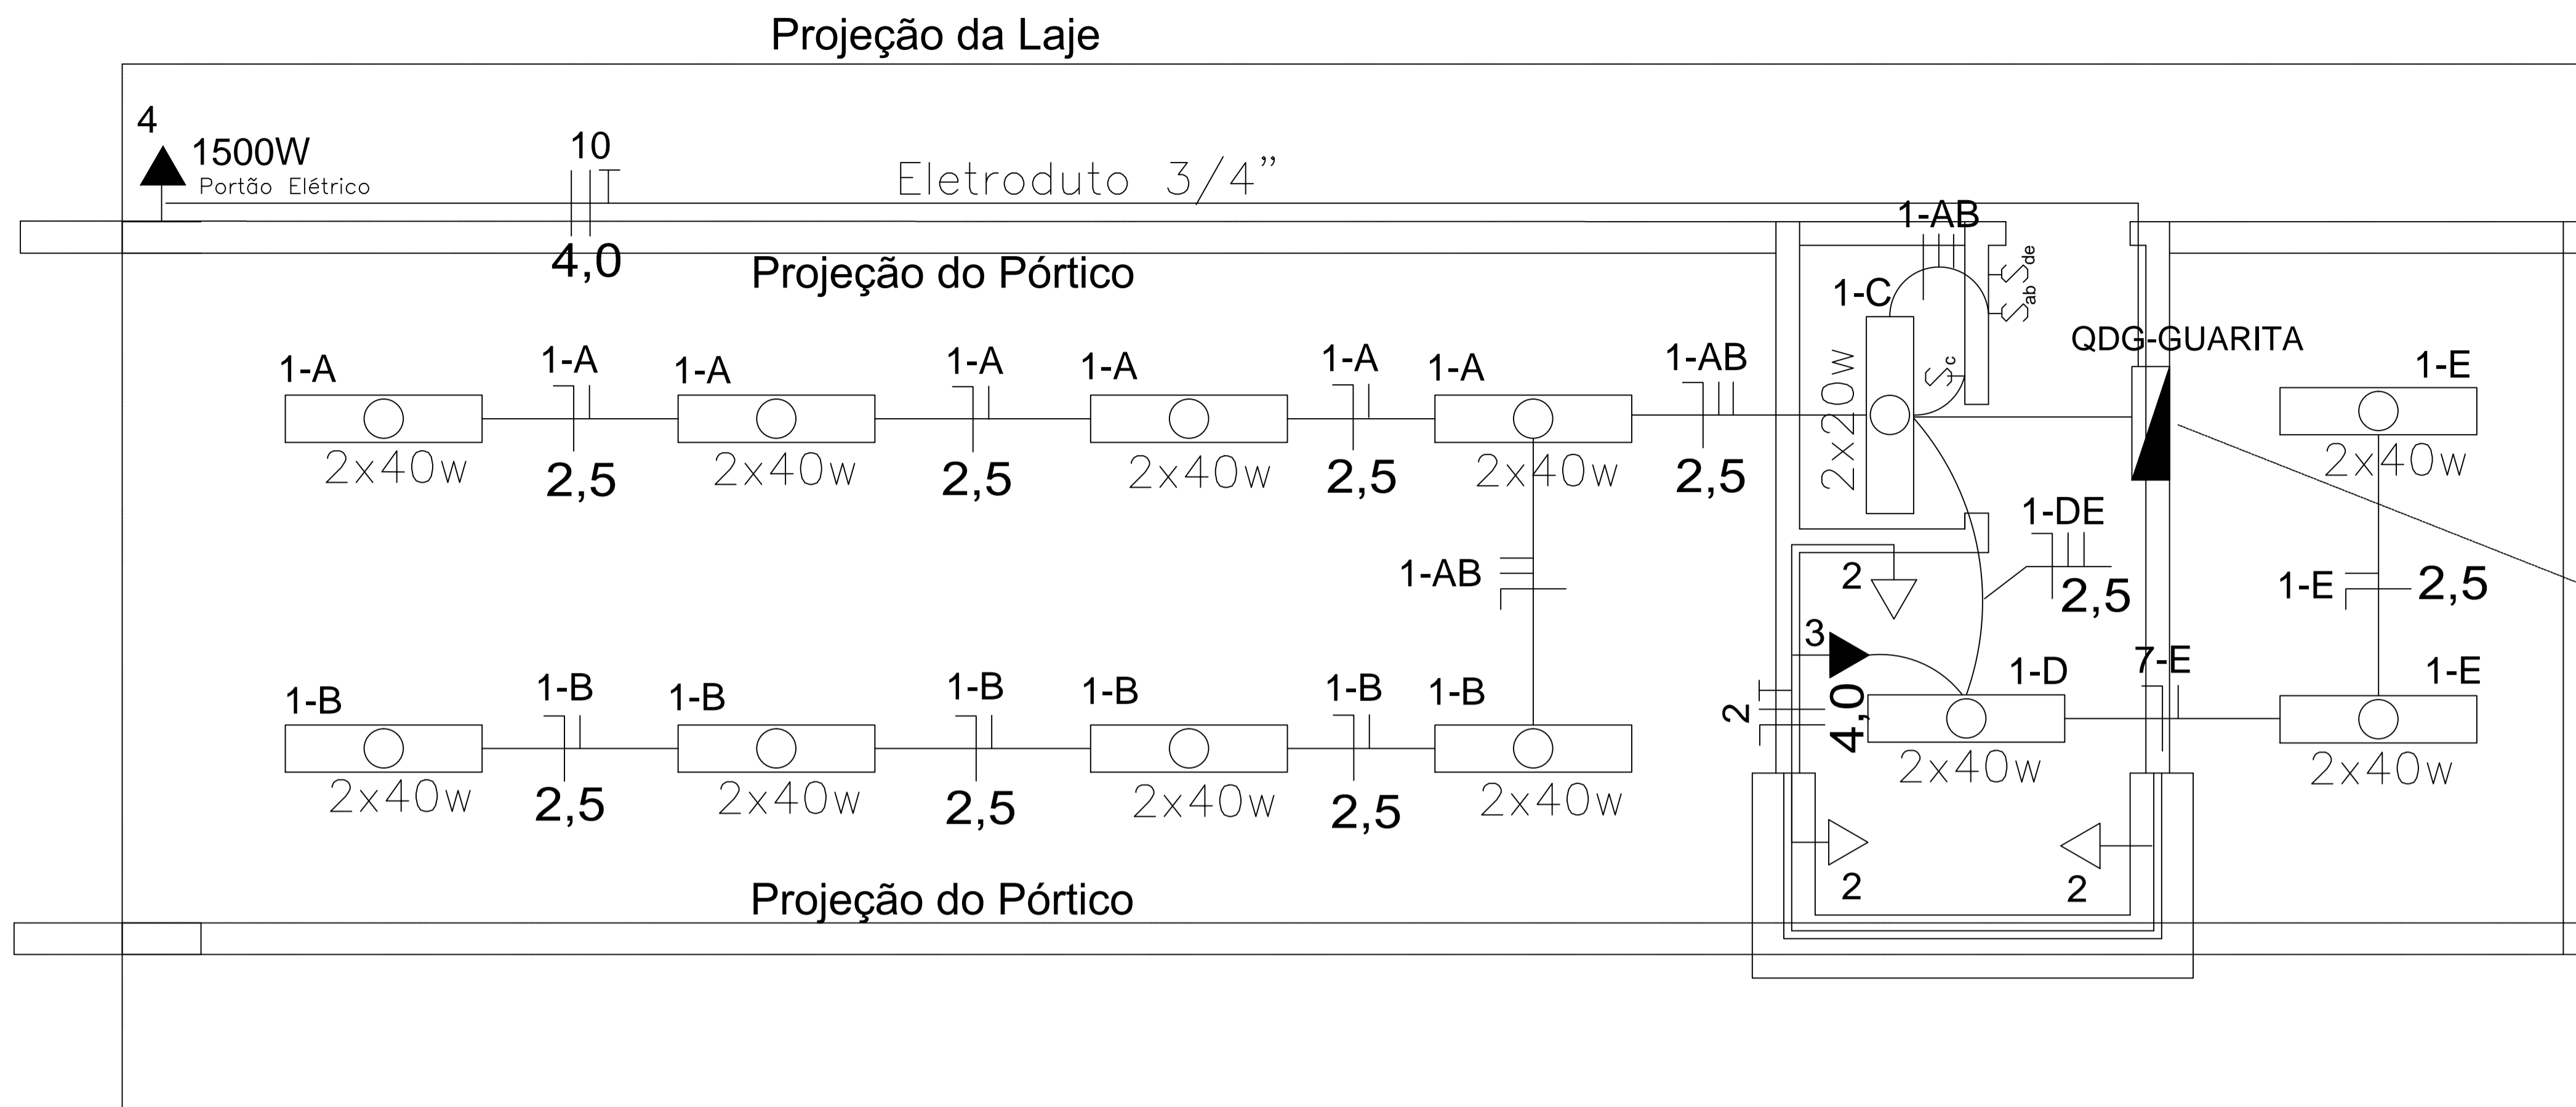 Projeção da Laje
4
1500W
Portão Elétrico
10
Eletroduto 3/4”
4,0
Projeção do Pórtico
1-AB
Sde
Sab
1-C
Sc
2x20w
QDG-GUARITA
1-A
1-A
1-A
1-A
1-A
1-A
1-A
1-AB
1-E
2x40w
2,5
2x40w
2,5
2x40w
2,5
2x40w
2,5
2x40w
1-AB
2
1-DE
2,5
1-E
2,5
3
4,0
2
1-B
1-B
1-B
1-B
1-B
1-B
1-B
1-D
7-E
1-E
2x40w
2,5
2x40w
2,5
2x40w
2,5
2x40w
2x40w
2x40w
2
2
Projeção do Pórtico